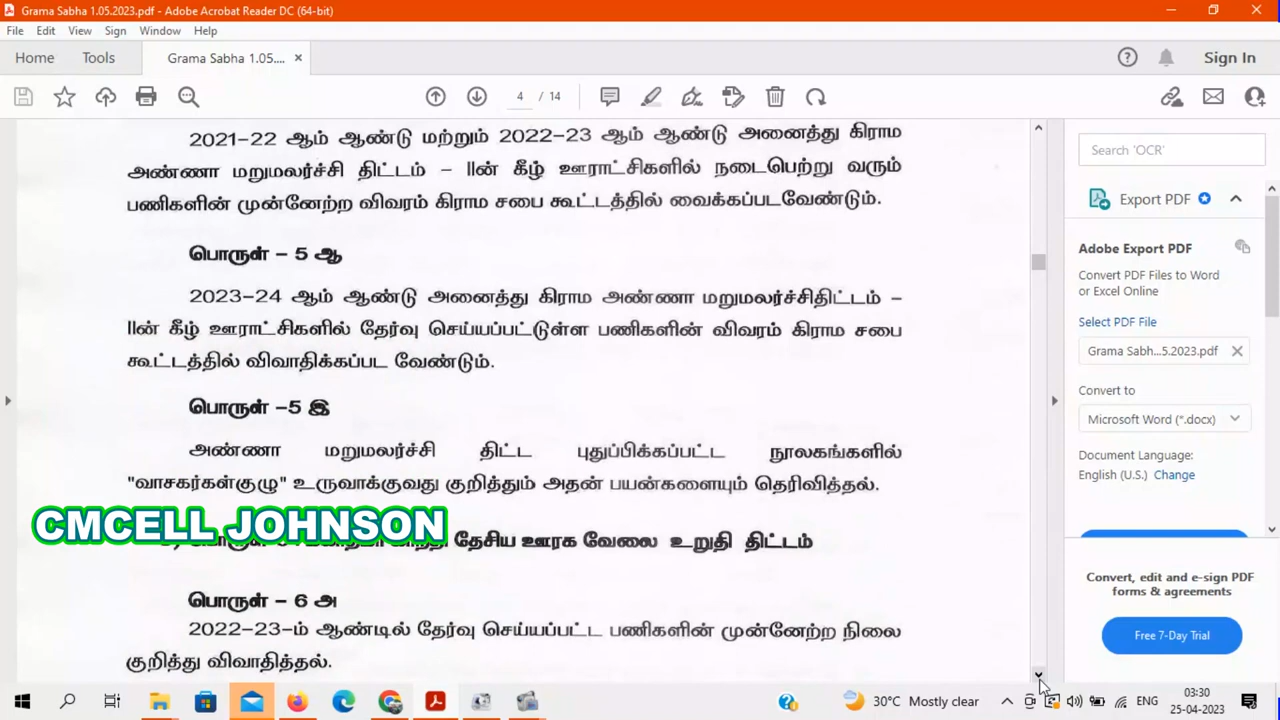 Grama Sabha 1.05.2023.pdf - Adobe Acrobat Reader DC (64-bit)
File Edit View Sign Window Help
Home Tools Grama Sabha 1.05.... × Sign In
4 / 14
2021-22 ஆம் ஆண்டு மற்றும் 2022-23 ஆம் ஆண்டு அனைத்து கிராம
அண்ணா மறுமலர்ச்சி திட்டம் – IIன் கீழ் ஊராட்சிகளில் நடைபெற்று வரும்
பணிகளின் முன்னேற்ற விவரம் கிராம சபை கூட்டத்தில் வைக்கப்படவேண்டும்.
பொருள் – 5 ஆ
2023-24 ஆம் ஆண்டு அனைத்து கிராம அண்ணா மறுமலர்ச்சிதிட்டம் –
IIன் கீழ் ஊராட்சிகளில் தேர்வு செய்யப்பட்டுள்ள பணிகளின் விவரம் கிராம சபை
கூட்டத்தில் விவாதிக்கப்பட வேண்டும்.
பொருள் –5 இ
அண்ணா மறுமலர்ச்சி திட்ட புதுப்பிக்கப்பட்ட நூலகங்களில்
"வாசகர்கள்குழு" உருவாக்குவது குறித்தும் அதன் பயன்களையும் தெரிவித்தல்.
CMCELL JOHNSON
தேசிய ஊரக வேலை உறுதி திட்டம்
பொருள் – 6 அ
2022-23-ம் ஆண்டில் தேர்வு செய்யப்பட்ட பணிகளின் முன்னேற்ற நிலை
குறித்து விவாதித்தல்.
Search 'OCR'
Export PDF
Adobe Export PDF
Convert PDF Files to Word
or Excel Online
Select PDF File
Grama Sabh...5.2023.pdf ×
Convert to
Microsoft Word (*.docx)
Document Language:
English (U.S.) Change
Convert, edit and e-sign PDF
forms & agreements
Free 7-Day Trial
30°C Mostly clear ENG 03:30
25-04-2023